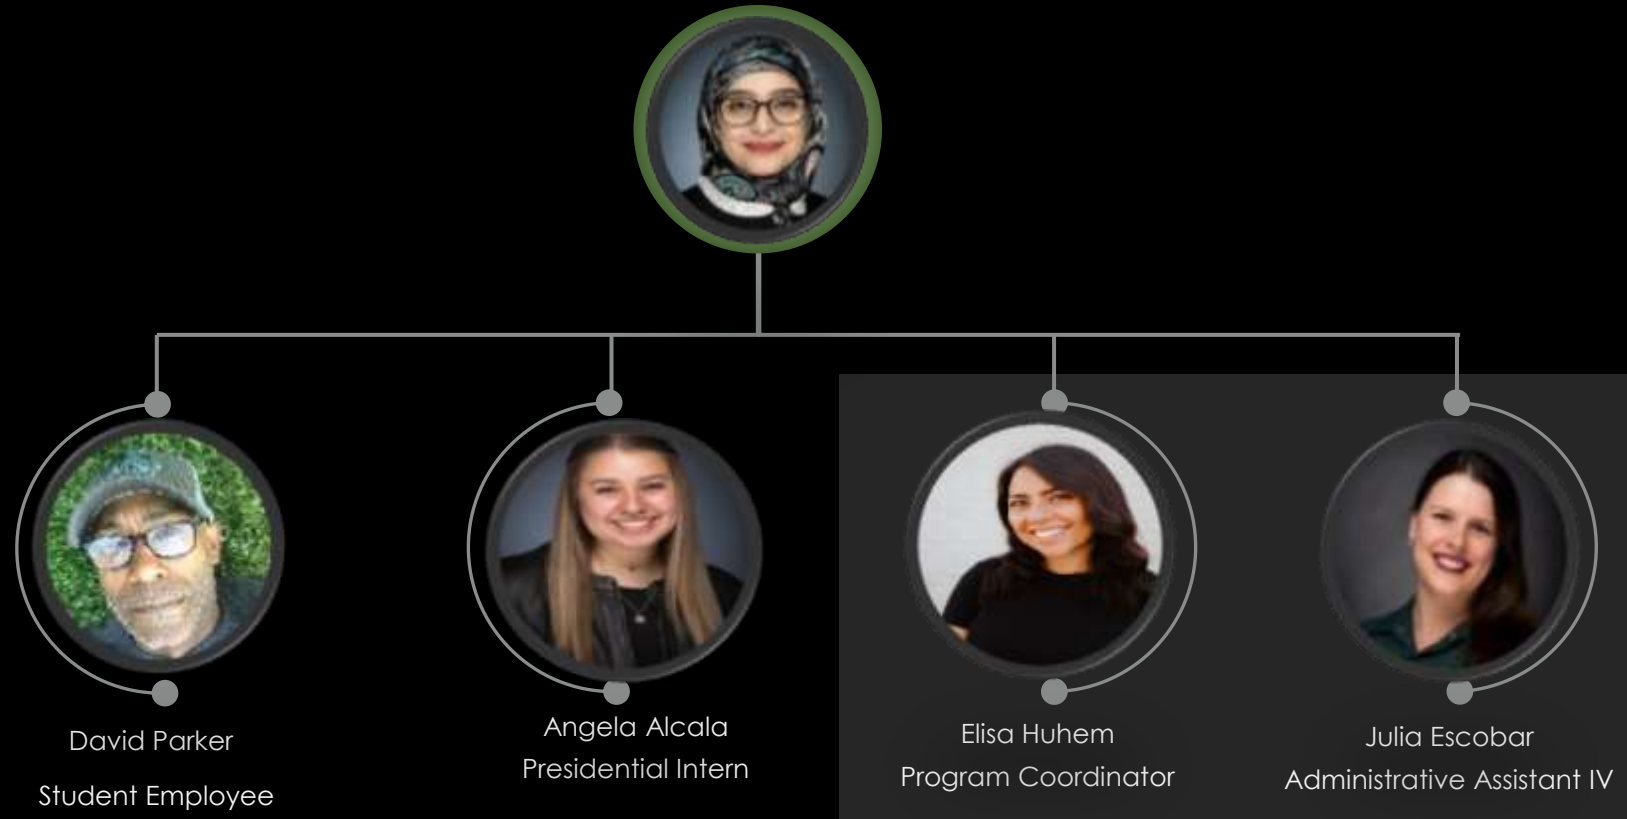 David Parker
Student Employee
Angela Alcala
Presidential Intern
Elisa Huhem
Program Coordinator
Julia Escobar
Administrative Assistant IV